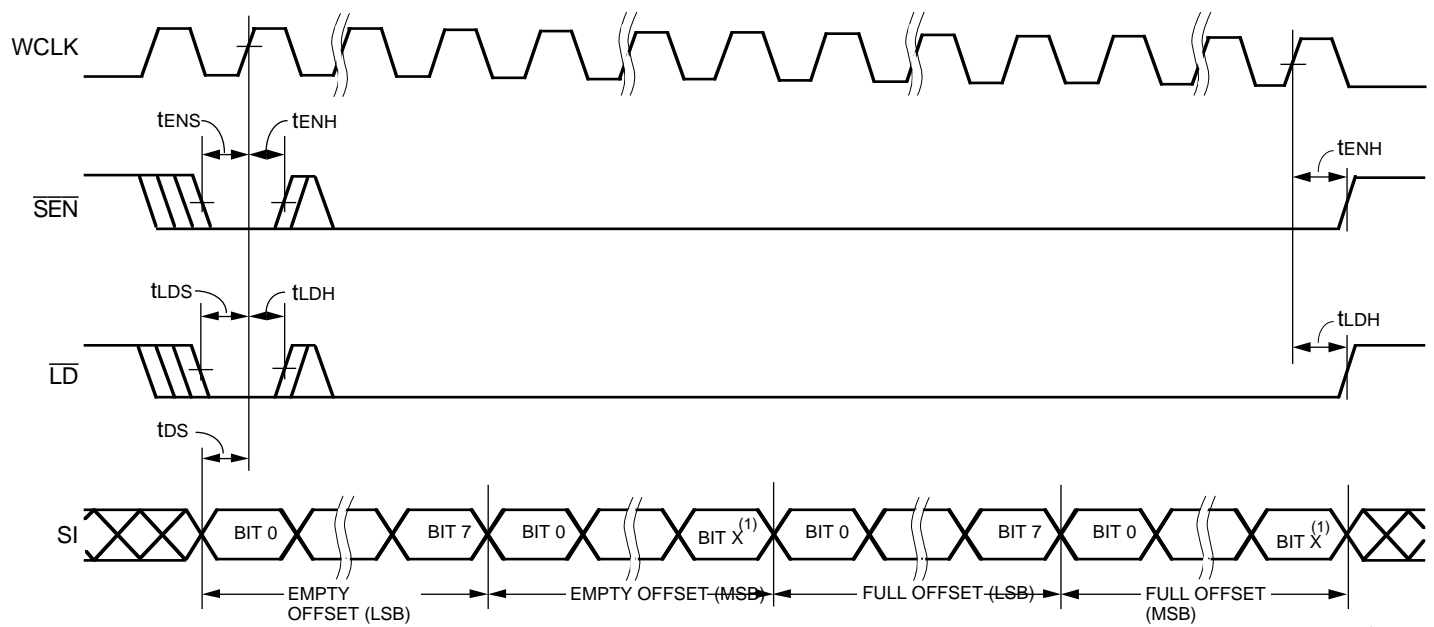 WCLK
tENS
tENH
tENH
SEN
tLDS
tLDH
tLDH
LD
tDS
SI
BIT 0
BIT 7
BIT 0
BIT X(1)
BIT 0
BIT 7
BIT 0
BIT X(1)
EMPTY
OFFSET (LSB)
EMPTY OFFSET (MSB)
FULL OFFSET (LSB)
FULL OFFSET
(MSB)